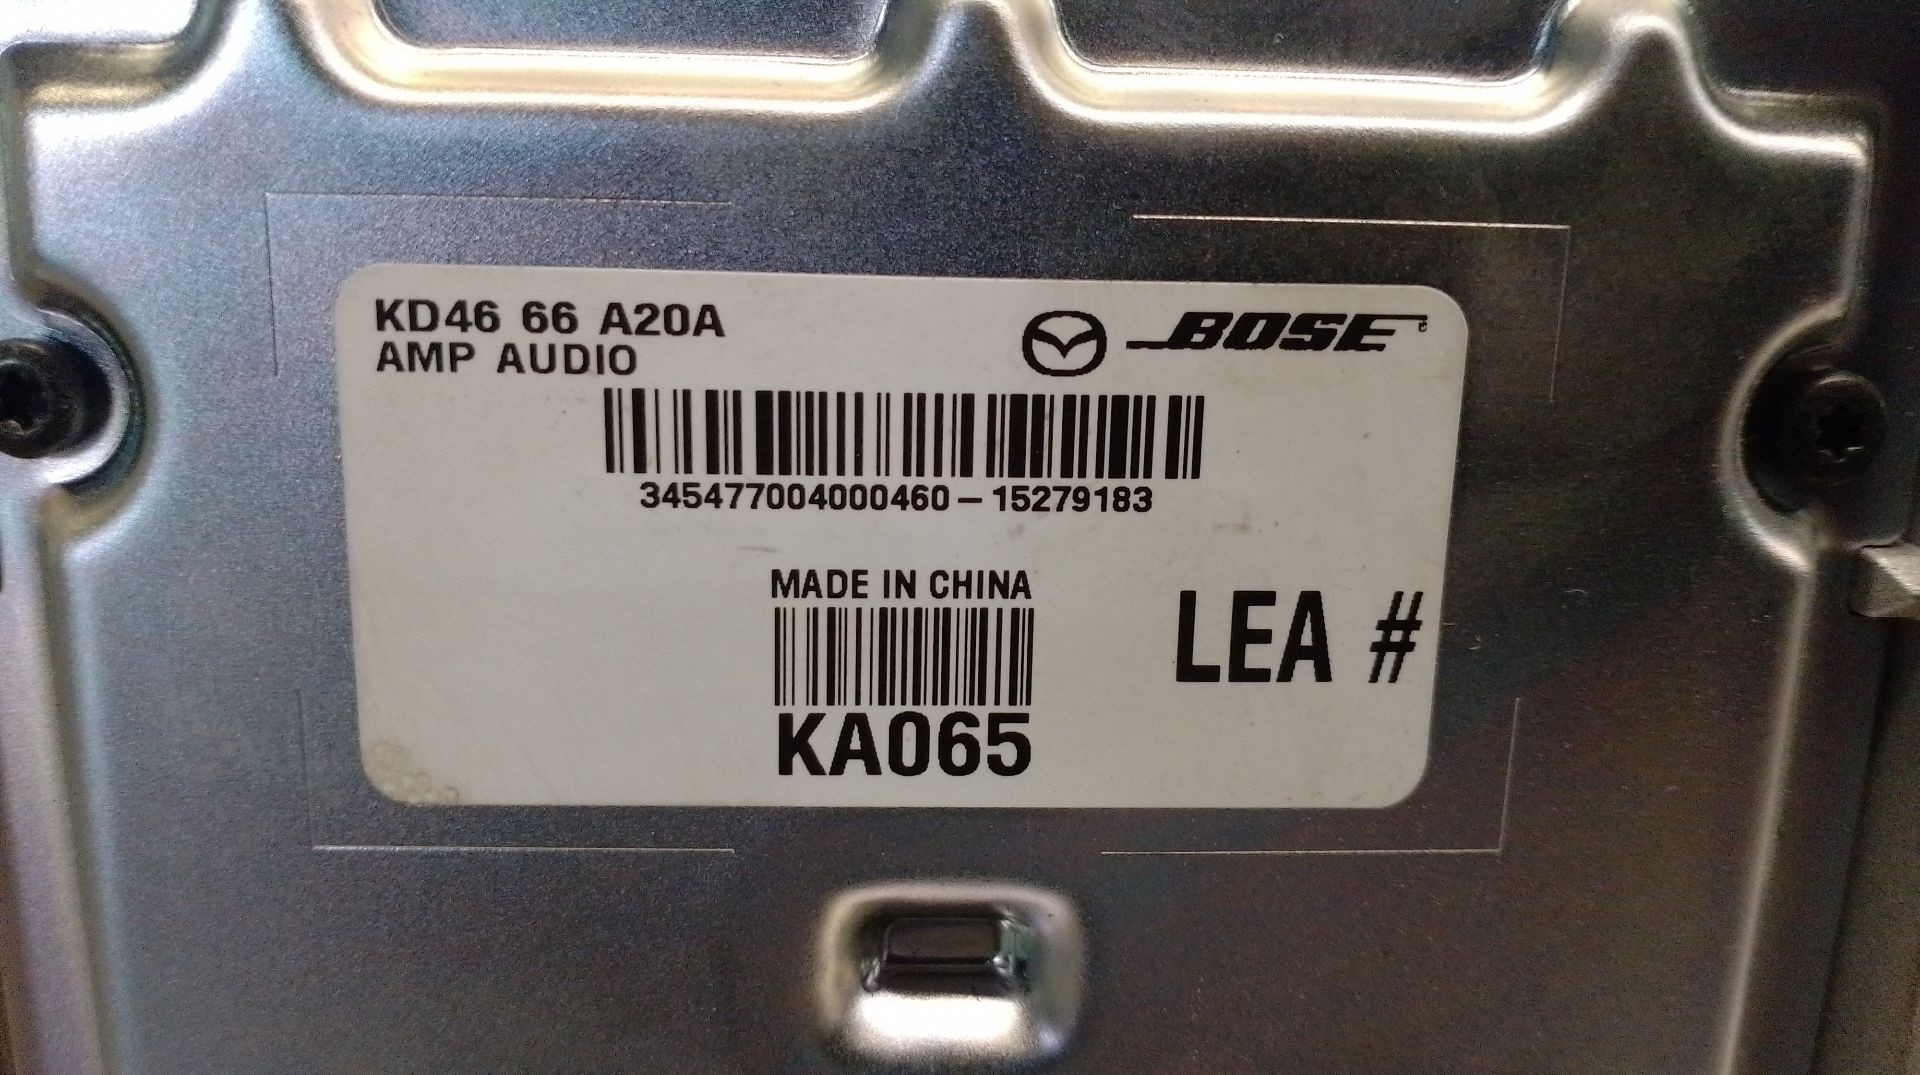 KD46 66 A20A
AMP AUDIO
BOSE
345477004000460-15279183
MADE IN CHINA
KA065
LEA #